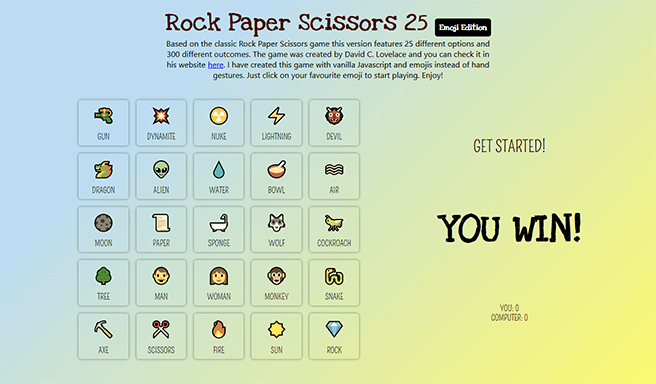 Rock Paper Scissors 25 Emoji Edition
Based on the classic Rock Paper Scissors game this version features 25 different options and
300 different outcomes. The game was created by David C. Lovelace and you can check it in
his website here. I have created this game with vanilla Javascript and emojis instead of hand
gestures. Just click on your favourite emoji to start playing. Enjoy!
GUN DYNAMITE NUKE LIGHTNING DEVIL
GET STARTED!
DRAGON ALIEN WATER BOWL AIR
YOU WIN!
MOON PAPER SPONGE WOLF COCKROACH
TREE MAN WOMAN MONKEY SNAKE
YOU: 0
COMPUTER: 0
AXE SCISSORS FIRE SUN ROCK